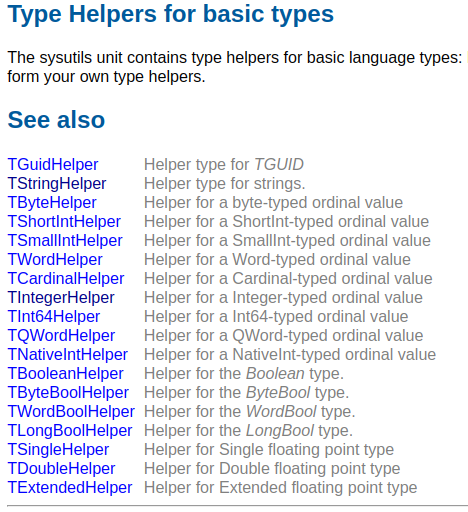 Type Helpers for basic types
The sysutils unit contains type helpers for basic language types:
form your own type helpers.
See also
TGuidHelper Helper type for TGUID
TStringHelper Helper type for strings.
TByteHelper Helper for a byte-typed ordinal value
TShortIntHelper Helper for a ShortInt-typed ordinal value
TSmallIntHelper Helper for a SmallInt-typed ordinal value
TWordHelper Helper for a Word-typed ordinal value
TCardinalHelper Helper for a Cardinal-typed ordinal value
TIntegerHelper Helper for a Integer-typed ordinal value
TInt64Helper Helper for a Int64-typed ordinal value
TQWordHelper Helper for a QWord-typed ordinal value
TNativeIntHelper Helper for a NativeInt-typed ordinal value
TBooleanHelper Helper for the Boolean type.
TByteBoolHelper Helper for the ByteBool type.
TWordBoolHelper Helper for the WordBool type.
TLongBoolHelper Helper for the LongBool type.
TSingleHelper Helper for Single floating point type
TDoubleHelper Helper for Double floating point type
TExtendedHelper Helper for Extended floating point type